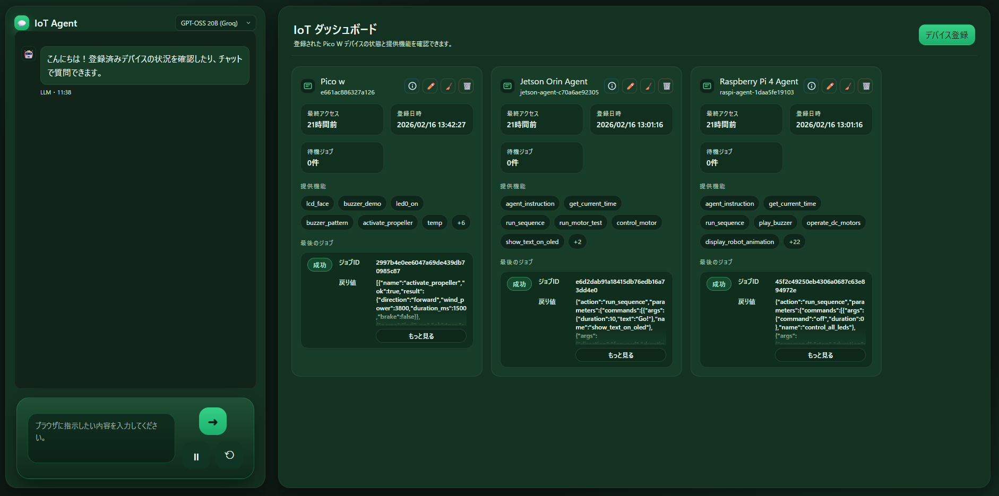 IoT Agent
GPT-OSS 20B (Groq)
こんにちは！登録済みデバイスの状況を確認したり、チャット
で質問できます。
LLM・11:38
ブラウザに指示したい内容を入力してくださ
い。
IoT ダッシュボード
登録された Pico W デバイスの状態と提供機能を確認できます。
デバイス登録
Pico w
e661ac886327a126
最終アクセス
21時間前
登録日時
2026/02/16 13:42:27
待機ジョブ
0件
提供機能
lcd_face
buzzer_demo
led0_on
buzzer_pattern
activate_propeller
temp
+6
最後のジョブ
成功
ジョブID
2997b4e0ee6047a69de439db7
0985c87
戻り値
[{"name":"activate_propeller","
ok":true,"result":
{"direction":"forward","wind_p
ower":3800,"duration_ms":1500
,"brake":false}},
もっと見る
Jetson Orin Agent
jetson-agent-c70a6ae92305
最終アクセス
21時間前
登録日時
2026/02/16 13:01:16
待機ジョブ
0件
提供機能
agent_instruction
get_current_time
run_sequence
run_motor_test
control_motor
show_text_on_oled
+2
最後のジョブ
成功
ジョブID
e6d2dab91a18415db76edb16a7
3dd4e0
戻り値
{"action":"run_sequence","para
meters":{"commands":[{"args":
{"duration":10,"text":"Go!"},"na
me":"show_text_on_oled"},
{"args":
もっと見る
Raspberry Pi 4 Agent
raspi-agent-1daa5fe19103
最終アクセス
21時間前
登録日時
2026/02/16 13:01:16
待機ジョブ
0件
提供機能
agent_instruction
get_current_time
run_sequence
play_buzzer
operate_dc_motors
display_robot_animation
+22
最後のジョブ
成功
ジョブID
45f2c49250eb4306a0687c63e8
94972e
戻り値
{"action":"run_sequence","para
meters":{"commands":[{"args":
{"command":"off","duration":0
},"name":"control_all_leds"},
{"args":
もっと見る